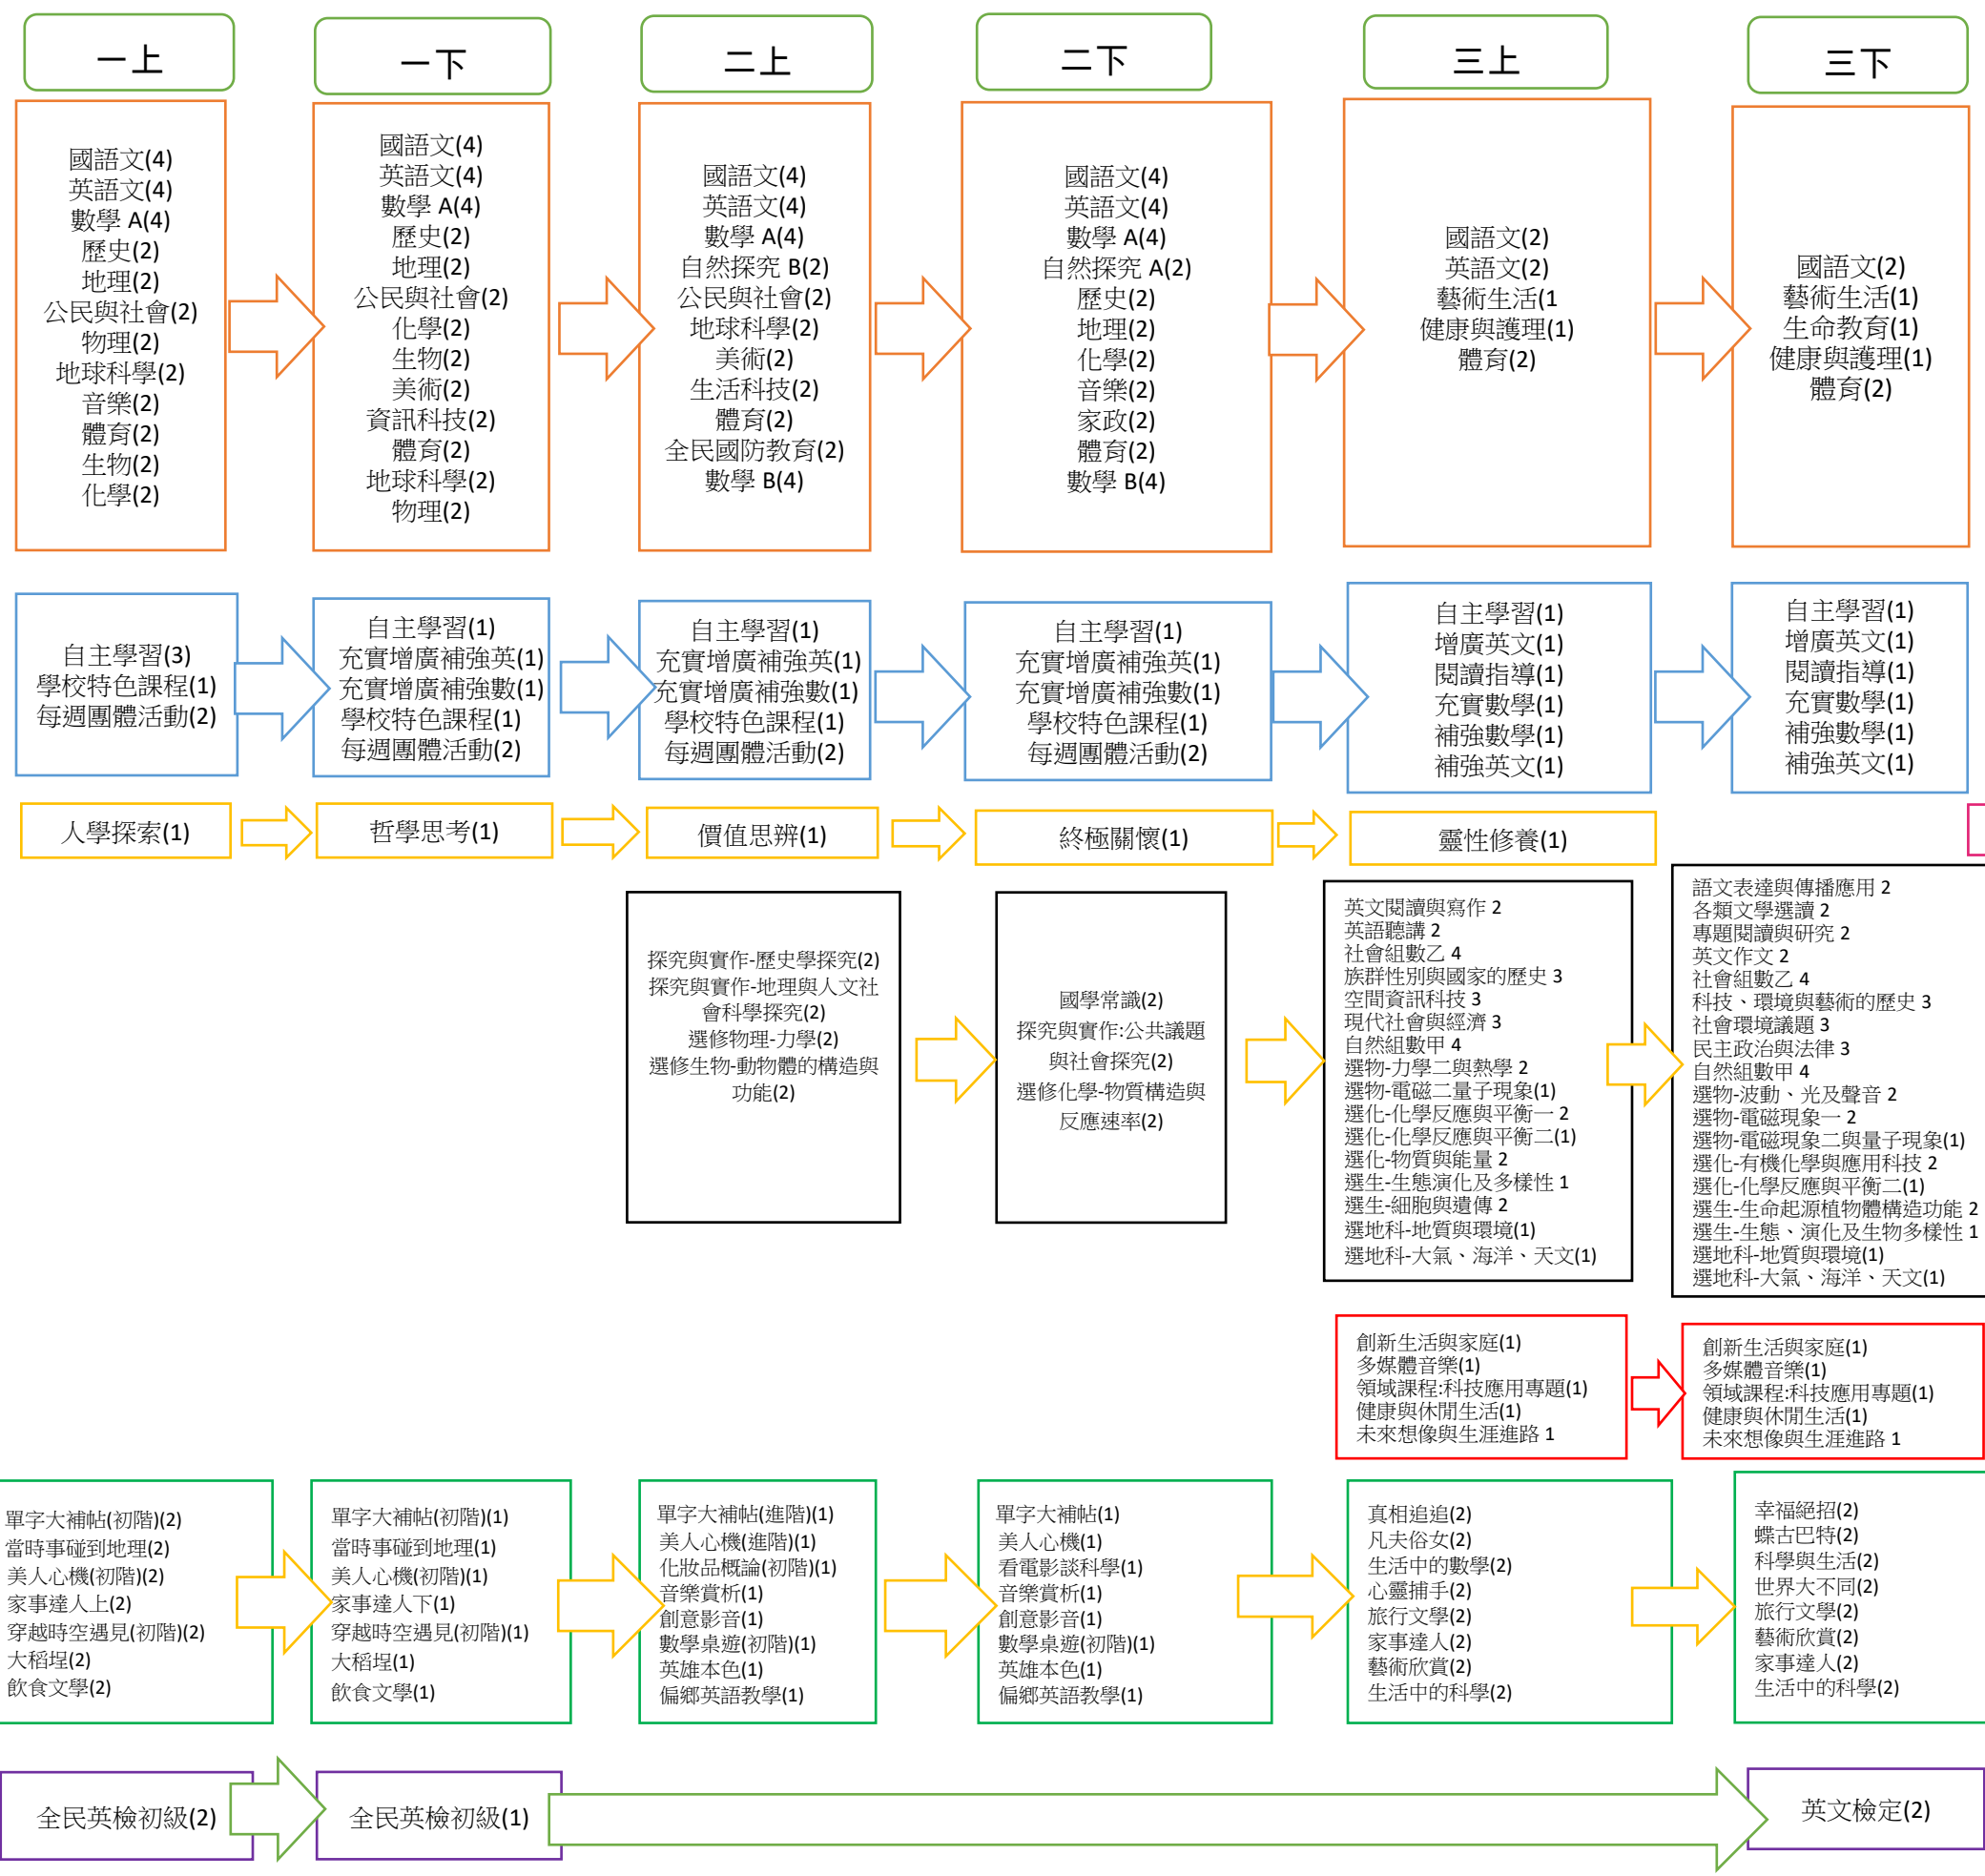 一上
一下
二上
二下
三上
三下
國語文(4)
英語文(4)
數學 A(4)
歷史(2)
地理(2)
公民與社會(2)
物理(2)
地球科學(2)
音樂(2)
體育(2)
生物(2)
化學(2)
國語文(4)
英語文(4)
數學 A(4)
歷史(2)
地理(2)
公民與社會(2)
化學(2)
生物(2)
美術(2)
資訊科技(2)
體育(2)
地球科學(2)
物理(2)
國語文(4)
英語文(4)
數學 A(4)
自然探究 B(2)
公民與社會(2)
地球科學(2)
美術(2)
生活科技(2)
體育(2)
全民國防教育(2)
數學 B(4)
國語文(4)
英語文(4)
數學 A(4)
自然探究 A(2)
歷史(2)
地理(2)
化學(2)
音樂(2)
家政(2)
體育(2)
數學 B(4)
國語文(2)
英語文(2)
藝術生活(1
健康與護理(1)
體育(2)
國語文(2)
藝術生活(1)
生命教育(1)
健康與護理(1)
體育(2)
自主學習(3)
學校特色課程(1)
每週團體活動(2)
自主學習(1)
充實增廣補強英(1)
充實增廣補強數(1)
學校特色課程(1)
每週團體活動(2)
自主學習(1)
充實增廣補強英(1)
充實增廣補強數(1)
學校特色課程(1)
每週團體活動(2)
自主學習(1)
充實增廣補強英(1)
充實增廣補強數(1)
學校特色課程(1)
每週團體活動(2)
自主學習(1)
增廣英文(1)
閱讀指導(1)
充實數學(1)
補強數學(1)
補強英文(1)
自主學習(1)
增廣英文(1)
閱讀指導(1)
充實數學(1)
補強數學(1)
補強英文(1)
人學探索(1)
哲學思考(1)
價值思辨(1)
終極關懷(1)
靈性修養(1)
探究與實作-歷史學探究(2)
探究與實作-地理與人文社
會科學探究(2)
選修物理-力學(2)
選修生物-動物體的構造與
功能(2)
國學常識(2)
探究與實作:公共議題
與社會探究(2)
選修化學-物質構造與
反應速率(2)
英文閱讀與寫作 2
英語聽講 2
社會組數乙 4
族群性別與國家的歷史 3
空間資訊科技 3
現代社會與經濟 3
自然組數甲 4
選物-力學二與熱學 2
選物-電磁二量子現象(1)
選化-化學反應與平衡一 2
選化-化學反應與平衡二(1)
選化-物質與能量 2
選生-生態演化及多樣性 1
選生-細胞與遺傳 2
選地科-地質與環境(1)
選地科-大氣、海洋、天文(1)
語文表達與傳播應用 2
各類文學選讀 2
專題閱讀與研究 2
英文作文 2
社會組數乙 4
科技、環境與藝術的歷史 3
社會環境議題 3
民主政治與法律 3
自然組數甲 4
選物-波動、光及聲音 2
選物-電磁現象一 2
選物-電磁現象二與量子現象(1)
選化-有機化學與應用科技 2
選化-化學反應與平衡二(1)
選生-生命起源植物體構造功能 2
選生-生態、演化及生物多樣性 1
選地科-地質與環境(1)
選地科-大氣、海洋、天文(1)
創新生活與家庭(1)
多媒體音樂(1)
領域課程:科技應用專題(1)
健康與休閒生活(1)
未來想像與生涯進路 1
創新生活與家庭(1)
多媒體音樂(1)
領域課程:科技應用專題(1)
健康與休閒生活(1)
未來想像與生涯進路 1
單字大補帖(初階)(2)
當時事碰到地理(2)
美人心機(初階)(2)
家事達人上(2)
穿越時空遇見(初階)(2)
大稻埕(2)
飲食文學(2)
單字大補帖(初階)(1)
當時事碰到地理(1)
美人心機(初階)(1)
家事達人下(1)
穿越時空遇見(初階)(1)
大稻埕(1)
飲食文學(1)
單字大補帖(進階)(1)
美人心機(進階)(1)
化妝品概論(初階)(1)
音樂賞析(1)
創意影音(1)
數學桌遊(初階)(1)
英雄本色(1)
偏鄉英語教學(1)
單字大補帖(1)
美人心機(1)
看電影談科學(1)
音樂賞析(1)
創意影音(1)
數學桌遊(初階)(1)
英雄本色(1)
偏鄉英語教學(1)
真相追追(2)
凡夫俗女(2)
生活中的數學(2)
心靈捕手(2)
旅行文學(2)
家事達人(2)
藝術欣賞(2)
生活中的科學(2)
幸福絕招(2)
蝶古巴特(2)
科學與生活(2)
世界大不同(2)
旅行文學(2)
藝術欣賞(2)
家事達人(2)
生活中的科學(2)
全民英檢初級(2)
全民英檢初級(1)
英文檢定(2)